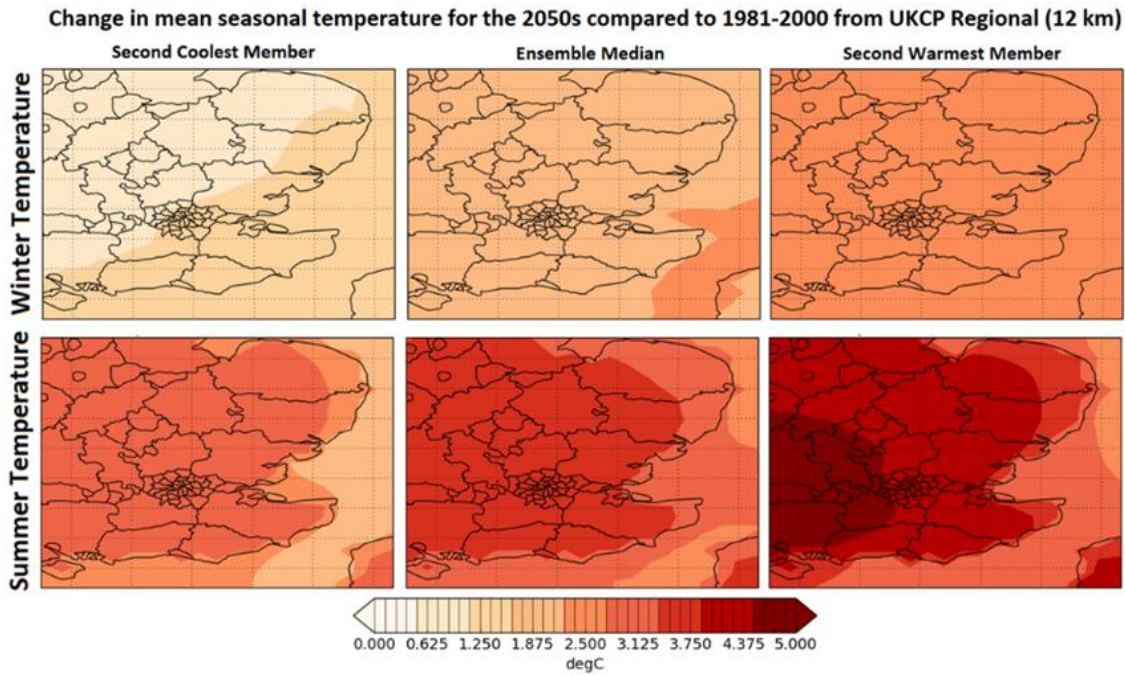 Change in mean seasonal temperature for the 2050s compared to 1981-2000 from UKCP Regional (12 km)
Second Coolest Member
Ensemble Median
Second Warmest Member
Winter Temperature
Summer Temperature
0.000 0.625 1.250 1.875 2.500 3.125 3.750 4.375 5.000
degC